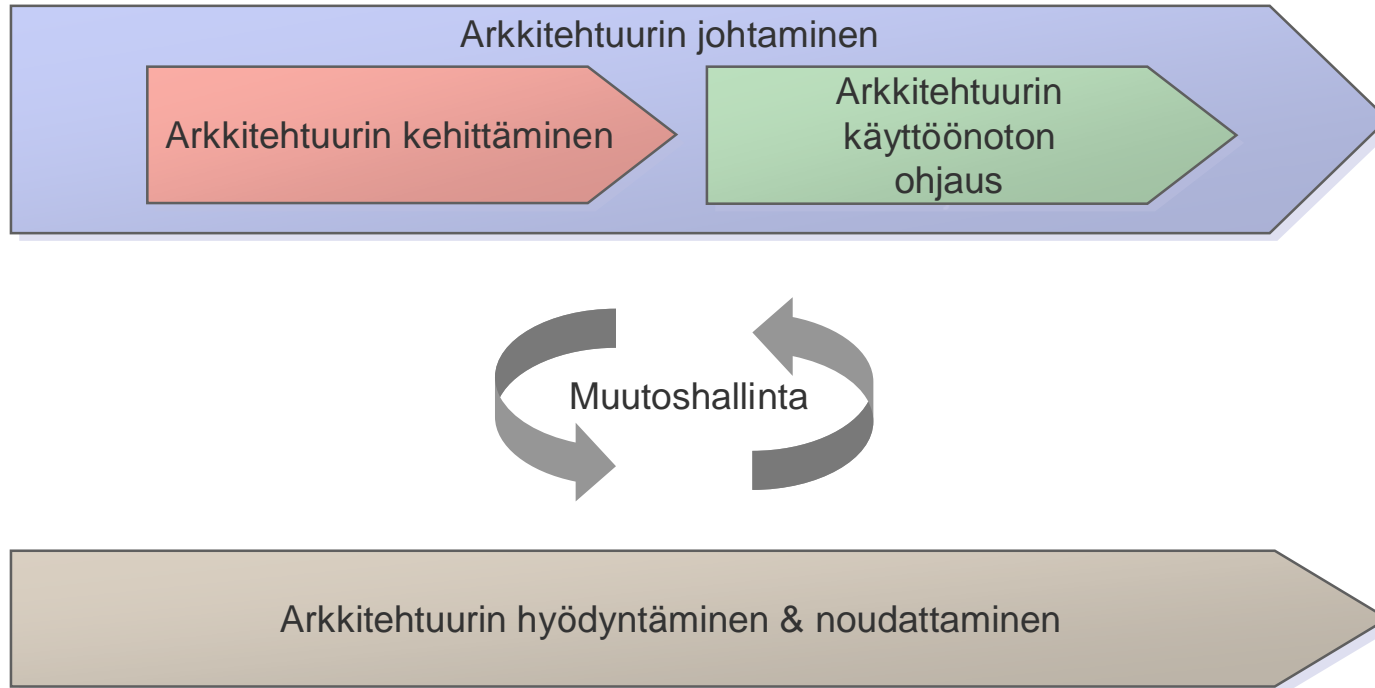 Arkkitehtuurin johtaminen
Arkkitehtuurin kehittäminen
Arkkitehtuurin
käyttöönoton
ohjaus
Muutoshallinta
Arkkitehtuurin hyödyntäminen & noudattaminen